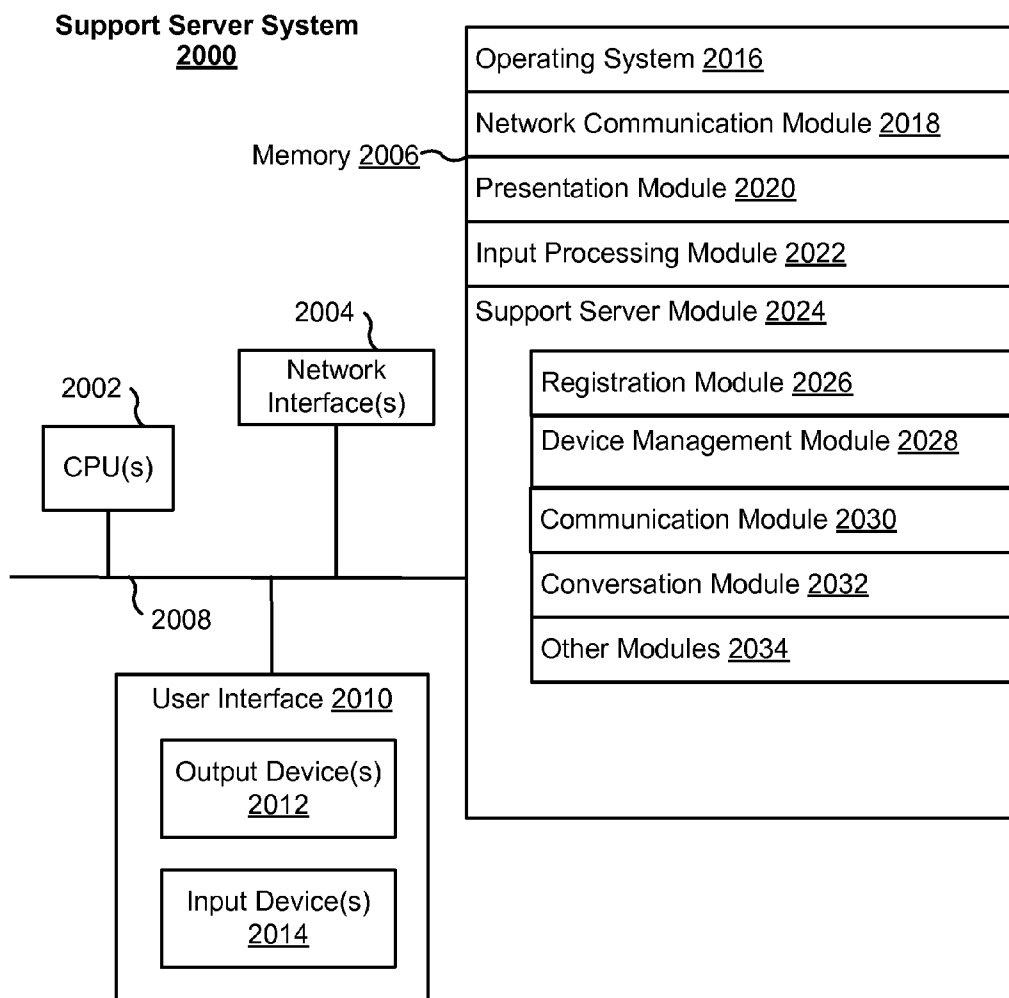 Support Server System
2000
Operating System 2016
Network Communication Module 2018
Memory 2006
Presentation Module 2020
Input Processing Module 2022
Support Server Module 2024
Registration Module 2026
Device Management Module 2028
Communication Module 2030
Conversation Module 2032
Other Modules 2034
2004
Network
Interface(s)
2002
CPU(s)
2008
User Interface 2010
Output Device(s)
2012
Input Device(s)
2014